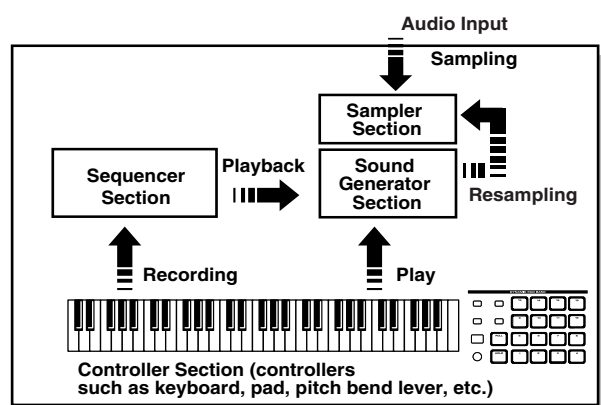 Audio Input
Sampling
Sampler
Section
Sequencer
Section
Playback
Sound
Generator
Section
Resampling
Recording
Play
Controller Section (controllers
such as keyboard, pad, pitch bend lever, etc.)